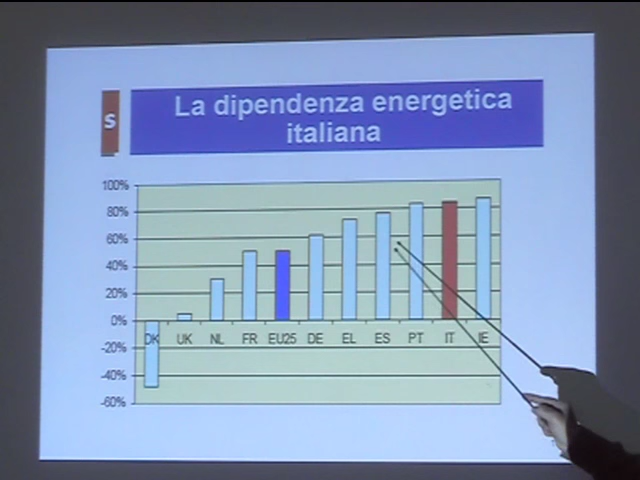 S
La dipendenza energetica
italiana
100%
80%
60%
40%
20%
0%
-20%
-40%
-60%
DK UK NL FR EU25 DE EL ES PT IT IE